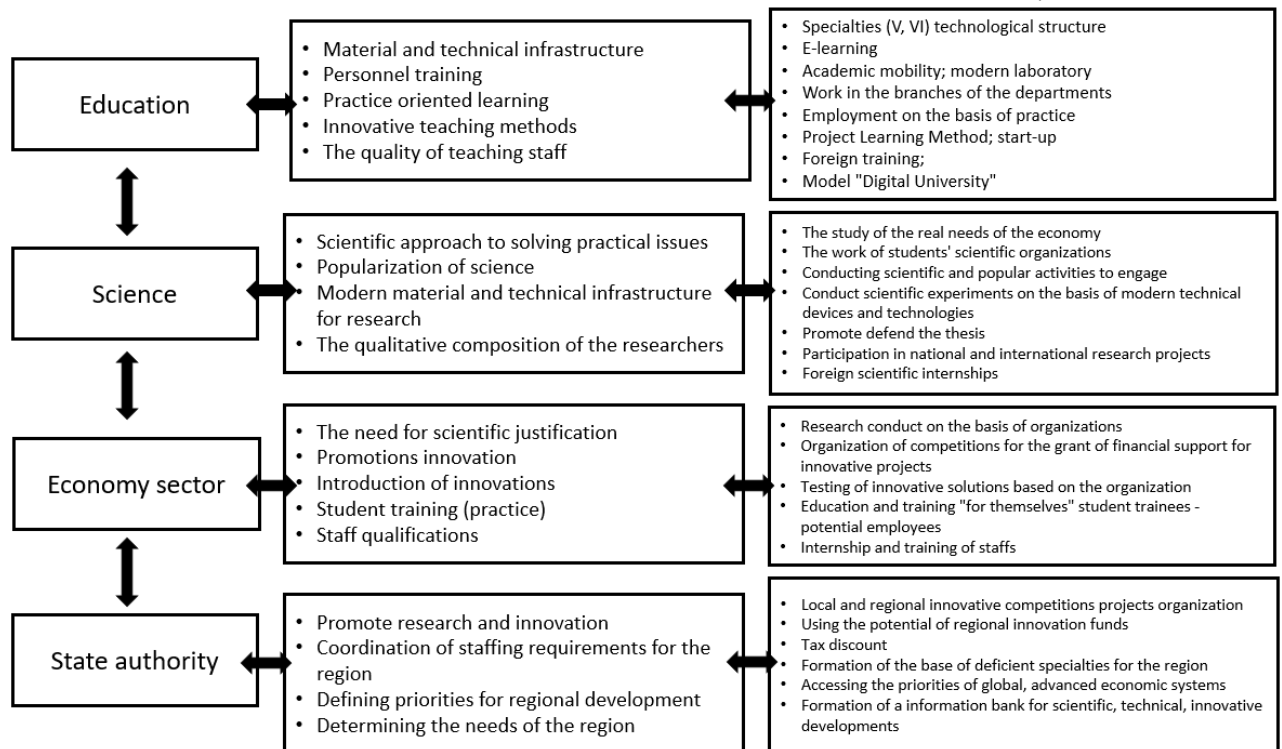 Education
• Material and technical infrastructure
• Personnel training
• Practice oriented learning
• Innovative teaching methods
• The quality of teaching staff
• Specialties (V, VI) technological structure
• E-learning
• Academic mobility; modern laboratory
• Work in the branches of the departments
• Employment on the basis of practice
• Project Learning Method; start-up
• Foreign training;
• Model "Digital University"
Science
• Scientific approach to solving practical issues
• Popularization of science
• Modern material and technical infrastructure
for research
• The qualitative composition of the researchers
• The study of the real needs of the economy
• The work of students' scientific organizations
• Conducting scientific and popular activities to engage
• Conduct scientific experiments on the basis of modern technical
devices and technologies
• Promote defend the thesis
• Participation in national and international research projects
• Foreign scientific internships
Economy sector
• The need for scientific justification
• Promotions innovation
• Introduction of innovations
• Student training (practice)
• Staff qualifications
• Research conduct on the basis of organizations
• Organization of competitions for the grant of financial support for
innovative projects
• Testing of innovative solutions based on the organization
• Education and training "for themselves" student trainees -
potential employees
• Internship and training of staffs
State authority
• Promote research and innovation
• Coordination of staffing requirements for the
region
• Defining priorities for regional development
• Determining the needs of the region
• Local and regional innovative competitions projects organization
• Using the potential of regional innovation funds
• Tax discount
• Formation of the base of deficient specialties for the region
• Accessing the priorities of global, advanced economic systems
• Formation of a information bank for scientific, technical, innovative
developments